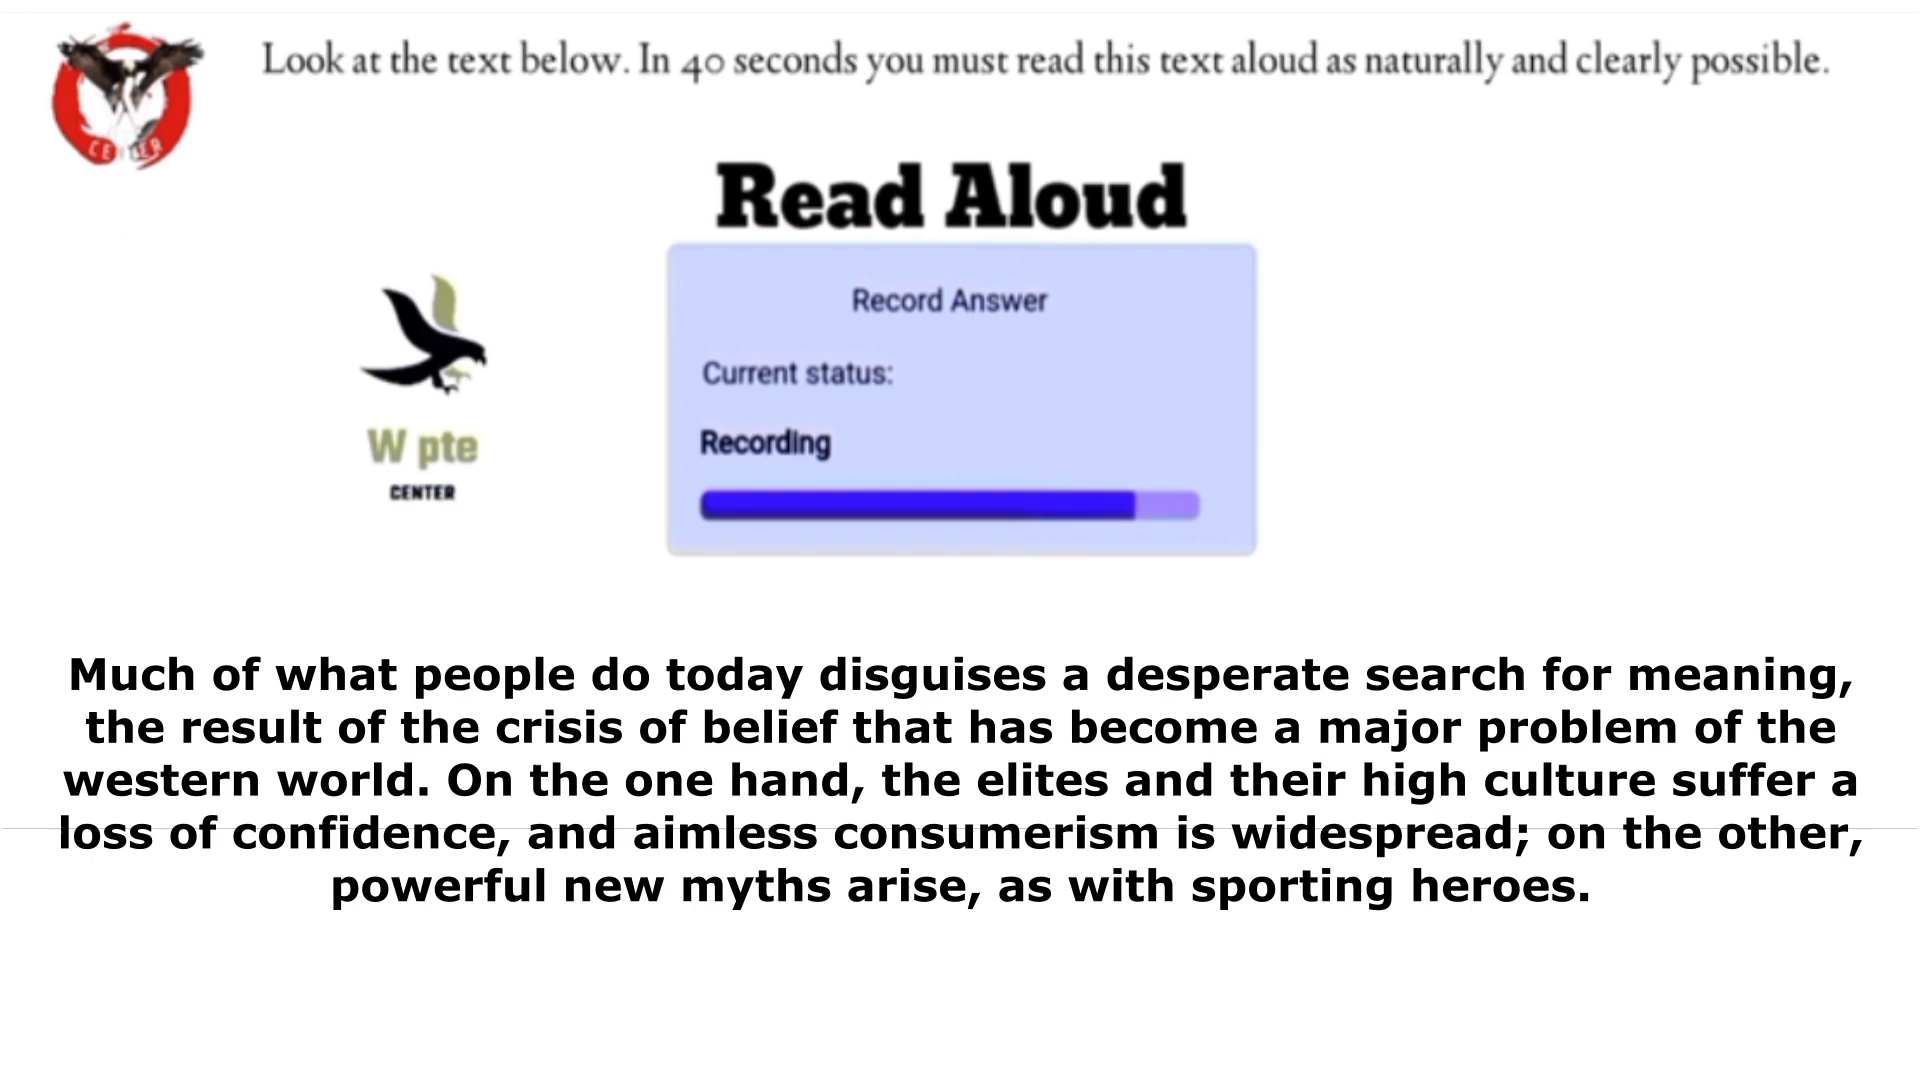 Look at the text below. In 40 seconds you must read this text aloud as naturally and clearly possible.
CENTER
Read Aloud
Record Answer
Current status:
Recording
W pte
CENTER
Much of what people do today disguises a desperate search for meaning,
the result of the crisis of belief that has become a major problem of the
western world. On the one hand, the elites and their high culture suffer a
loss of confidence, and aimless consumerism is widespread; on the other,
powerful new myths arise, as with sporting heroes.